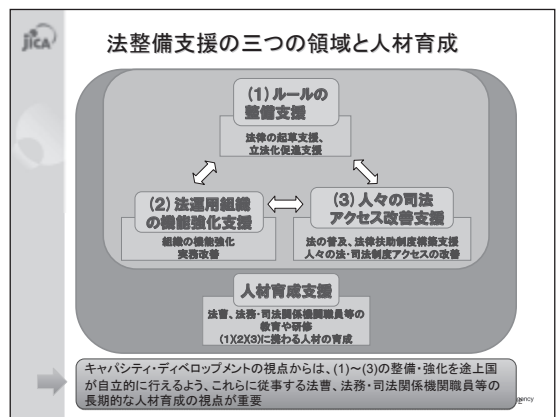 jICA
法整備支援の三つの領域と人材育成
(1)ルールの
整備支援
法律の起草支援、
立法化促進支援
(2)法運用組織
の機能強化支援
組織の機能強化
実務改善
(3)人々の司法
アクセス改善支援
法の普及、法律扶助制度構築支援
人々の法・司法制度アクセスの改善
人材育成支援
法曹、法務・司法関係機関職員等の
教育や研修
(1)(2)(3)に携わる人材の育成
キャパシティ・ディベロップメントの視点からは、(1)~(3)の整備・強化を途上国
が自立的に行えるよう、これらに従事する法曹、法務・司法関係機関職員等の
長期的な人材育成の視点が重要
gency